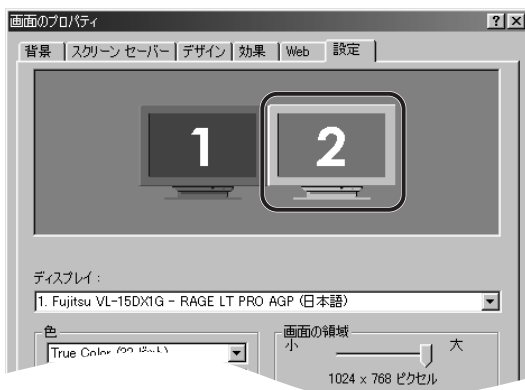 画面のプロパティ
背景 スクリーン セーバー デザイン 効果 Web 設定
1 2
ディスプレイ :
1. Fujitsu VL-15DX1G - RAGE LT PRO AGP (日本語)
色
True Color
画面の領域
小 大
1024 x 768 ピクセル